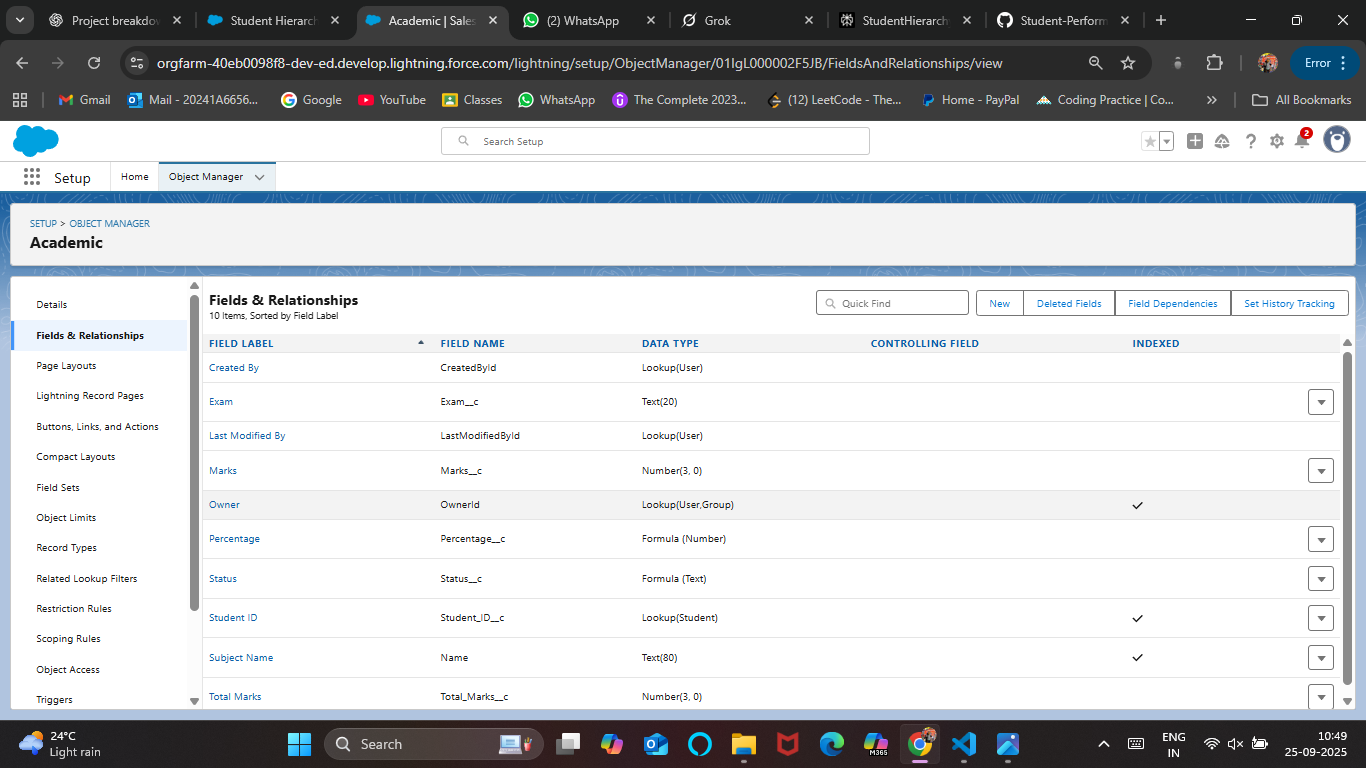 Project breakdow
Student Hierarch
Academic | Sales
(2) WhatsApp
Grok
StudentHierarch
Student-Perform
orgfarm-40eb0098f8-dev-ed.develop.lightning.force.com/lightning/setup/ObjectManager/01IgL000002F5JB/FieldsAndRelationships/view
Error
Gmail
Mail - 20241A6656...
Google
YouTube
Classes
WhatsApp
The Complete 2023...
(12) LeetCode - The...
Home - PayPal
Coding Practice | Co...
All Bookmarks
Search Setup
2
Setup
Home
Object Manager
SETUP > OBJECT MANAGER
Academic
Details
Fields & Relationships
Page Layouts
Lightning Record Pages
Buttons, Links, and Actions
Compact Layouts
Field Sets
Object Limits
Record Types
Related Lookup Filters
Restriction Rules
Scoping Rules
Object Access
Triggers
Fields & Relationships
10 Items, Sorted by Field Label
Quick Find
New
Deleted Fields
Field Dependencies
Set History Tracking
FIELD LABEL FIELD NAME DATA TYPE CONTROLLING FIELD INDEXED
Created By CreatedById Lookup(User)
Exam Exam__c Text(20)
Last Modified By LastModifiedById Lookup(User)
Marks Marks__c Number(3, 0)
Owner OwnerId Lookup(User,Group)
Percentage Percentage__c Formula (Number)
Status Status__c Formula (Text)
Student ID Student_ID__c Lookup(Student)
Subject Name Name Text(80)
Total Marks Total_Marks__c Number(3, 0)
24°C
Light rain
Search
M365
ENG
IN
10:49
25-09-2025